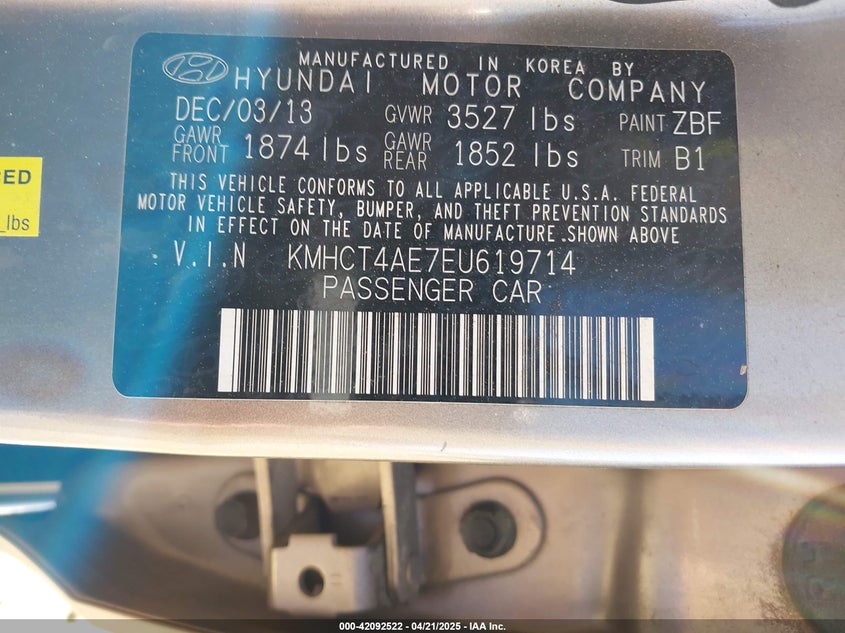 MANUFACTURED IN KOREA BY
HYUNDAI MOTOR COMPANY
DEC/03/13 GVWR 3527 lbs PAINT ZBF
GAWR FRONT 1874 lbs GAWR REAR 1852 lbs TRIM B1
THIS VEHICLE CONFORMS TO ALL APPLICABLE U.S.A. FEDERAL
MOTOR VEHICLE SAFETY, BUMPER, AND THEFT PREVENTION STANDARDS
IN EFFECT ON THE DATE OF MANUFACTURE SHOWN ABOVE
V.I.N KMHCT4AE7EU619714
PASSENGER CAR
lbs
000-42092522 - 04/21/2025 - IAA Inc.